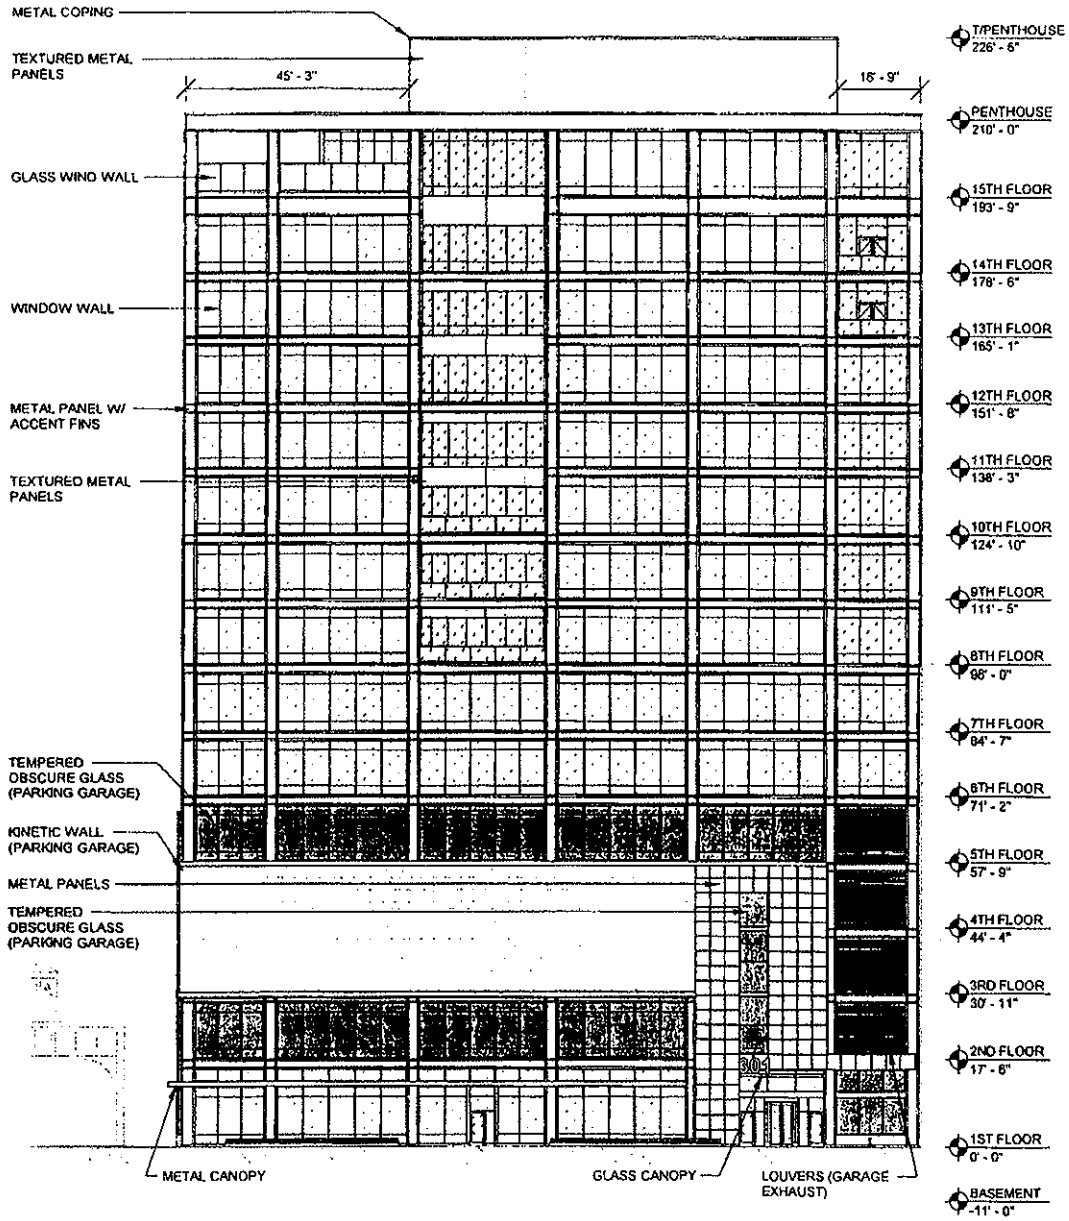 METAL COPING
TEXTURED METAL
PANELS
45' - 3"
16' - 9"
GLASS WIND WALL
WINDOW WALL
METAL PANEL W/
ACCENT FINS
TEXTURED METAL
PANELS
TEMPERED
OBSCURE GLASS
(PARKING GARAGE)
KINETIC WALL
(PARKING GARAGE)
METAL PANELS
TEMPERED
OBSCURE GLASS
(PARKING GARAGE)
301
METAL CANOPY
GLASS CANOPY
LOUVERS (GARAGE
EXHAUST)
T/PENTHOUSE
226' - 6"
PENTHOUSE
210' - 0"
15TH FLOOR
193' - 9"
14TH FLOOR
178' - 6"
13TH FLOOR
165' - 1"
12TH FLOOR
151' - 8"
11TH FLOOR
138' - 3"
10TH FLOOR
124' - 10"
9TH FLOOR
111' - 5"
8TH FLOOR
98' - 0"
7TH FLOOR
84' - 7"
6TH FLOOR
71' - 2"
5TH FLOOR
57' - 9"
4TH FLOOR
44' - 4"
3RD FLOOR
30' - 11"
2ND FLOOR
17' - 6"
1ST FLOOR
0' - 0"
BASEMENT
-11' - 0"